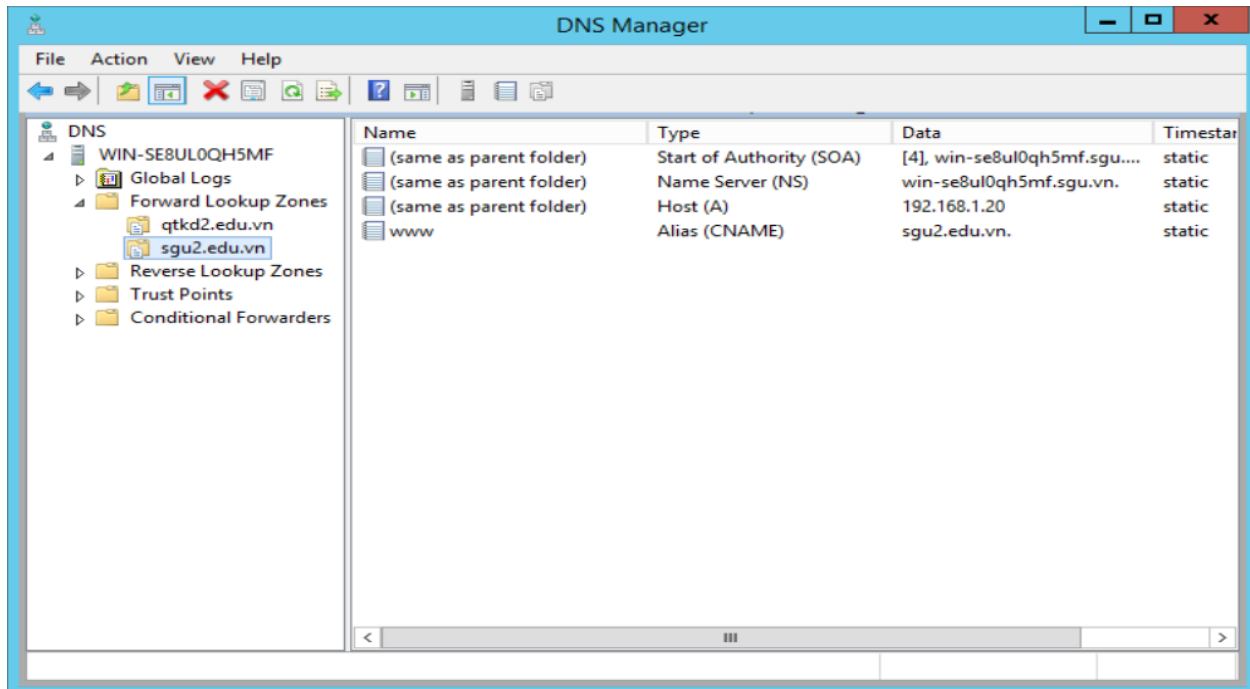 DNS Manager
File Action View Help
DNS
WIN-SE8UL0QH5MF
Global Logs
Forward Lookup Zones
qtkd2.edu.vn
sgu2.edu.vn
Reverse Lookup Zones
Trust Points
Conditional Forwarders
Name Type Data Timestar
(same as parent folder) Start of Authority (SOA) [4], win-se8ul0qh5mf.sgu.... static
(same as parent folder) Name Server (NS) win-se8ul0qh5mf.sgu.vn. static
(same as parent folder) Host (A) 192.168.1.20 static
www Alias (CNAME) sgu2.edu.vn. static